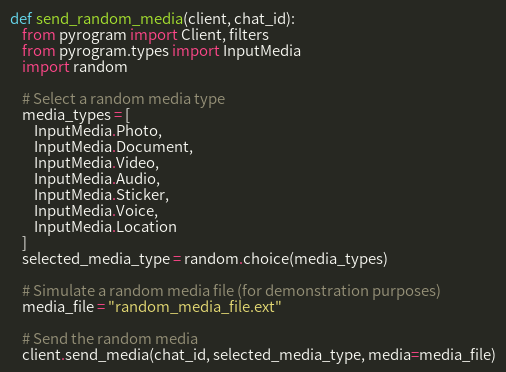 def send_random_media(client, chat_id):
from pyrogram import Client, filters
from pyrogram.types import InputMedia
import random
# Select a random media type
media_types = [
InputMedia.Photo,
InputMedia.Document,
InputMedia.Video,
InputMedia.Audio,
InputMedia.Sticker,
InputMedia.Voice,
InputMedia.Location
]
selected_media_type = random.choice(media_types)
# Simulate a random media file (for demonstration purposes)
media_file = "random_media_file.ext"
# Send the random media
client.send_media(chat_id, selected_media_type, media=media_file)